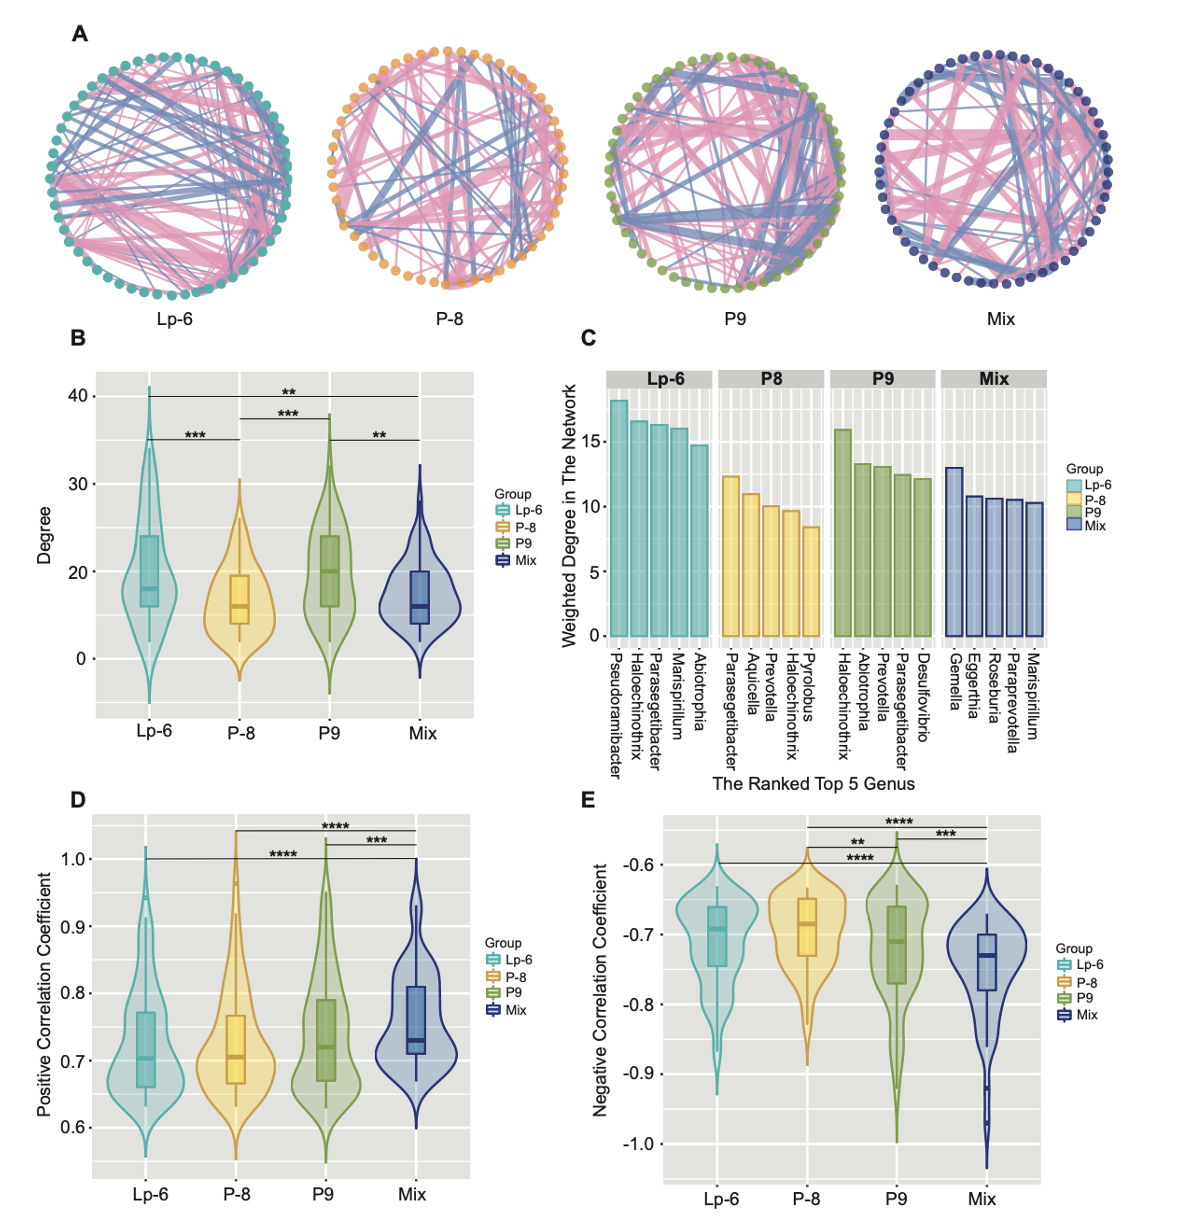 A
Lp-6
P-8
P9
Mix
B
Degree
40
30
20
0
**
***
***
**
Lp-6
P-8
P9
Mix
Group
Lp-6
P-8
P9
Mix
C
Weighted Degree in The Network
15
10
5
0
Lp-6
P8
P9
Mix
Pseudoramibacter
Haloechinothrix
Parasegetibacter
Marispirillum
Abiotrophia
Parasegetibacter
Aquicella
Prevotella
Haloechinothrix
Pyrolobus
Haloechinothrix
Abiotrophia
Prevotella
Parasegetibacter
Desulfovibrio
Gemella
Eggerthia
Roseburia
Paraprevotella
Marispirillum
The Ranked Top 5 Genus
Group
Lp-6
P-8
P9
Mix
D
Positive Correlation Coefficient
1.0
0.9
0.8
0.7
0.6
****
***
****
Lp-6
P-8
P9
Mix
Group
Lp-6
P-8
P9
Mix
E
Negative Correlation Coefficient
-0.6
-0.7
-0.8
-0.9
-1.0
****
***
**
****
Lp-6
P-8
P9
Mix
Group
Lp-6
P-8
P9
Mix